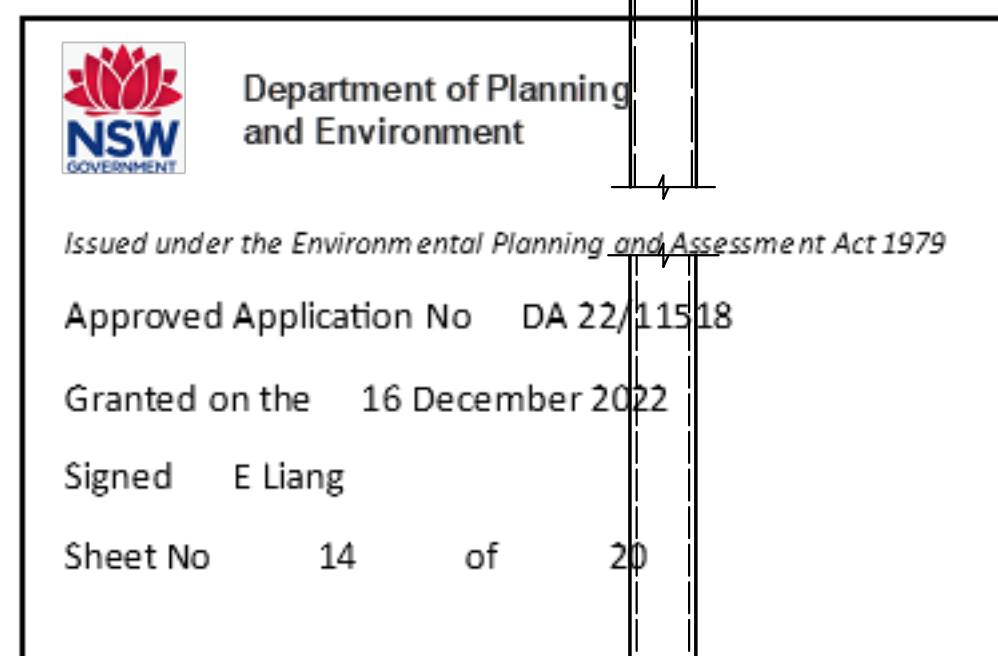 NSW
GOVERNMENT
Department of Planning
and Environment
Issued under the Environmental Planning and Assessment Act 1979
Approved Application No DA 22/11518
Granted on the 16 December 2022
Signed E Liang
Sheet No 14 of 20